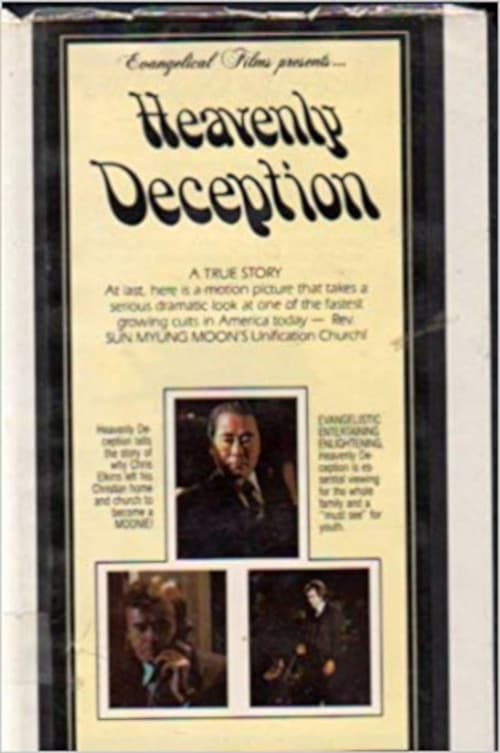 Evangelical Films presents...
Heavenly
Deception
A TRUE STORY
At last, here is a motion picture that takes a
serious dramatic look at one of the fastest
growing cults in America today — Rev.
SUN MYUNG MOON'S Unification Church!
Heavenly De-
ception tells
the story of
why Chris
Elkins left his
Christian home
and church to
become a
MOONIE!
EVANGELISTIC
ENTERTAINING
ENLIGHTENING,
Heavenly De-
ception is es-
sential viewing
for the whole
family and a
"must see" for
youth.